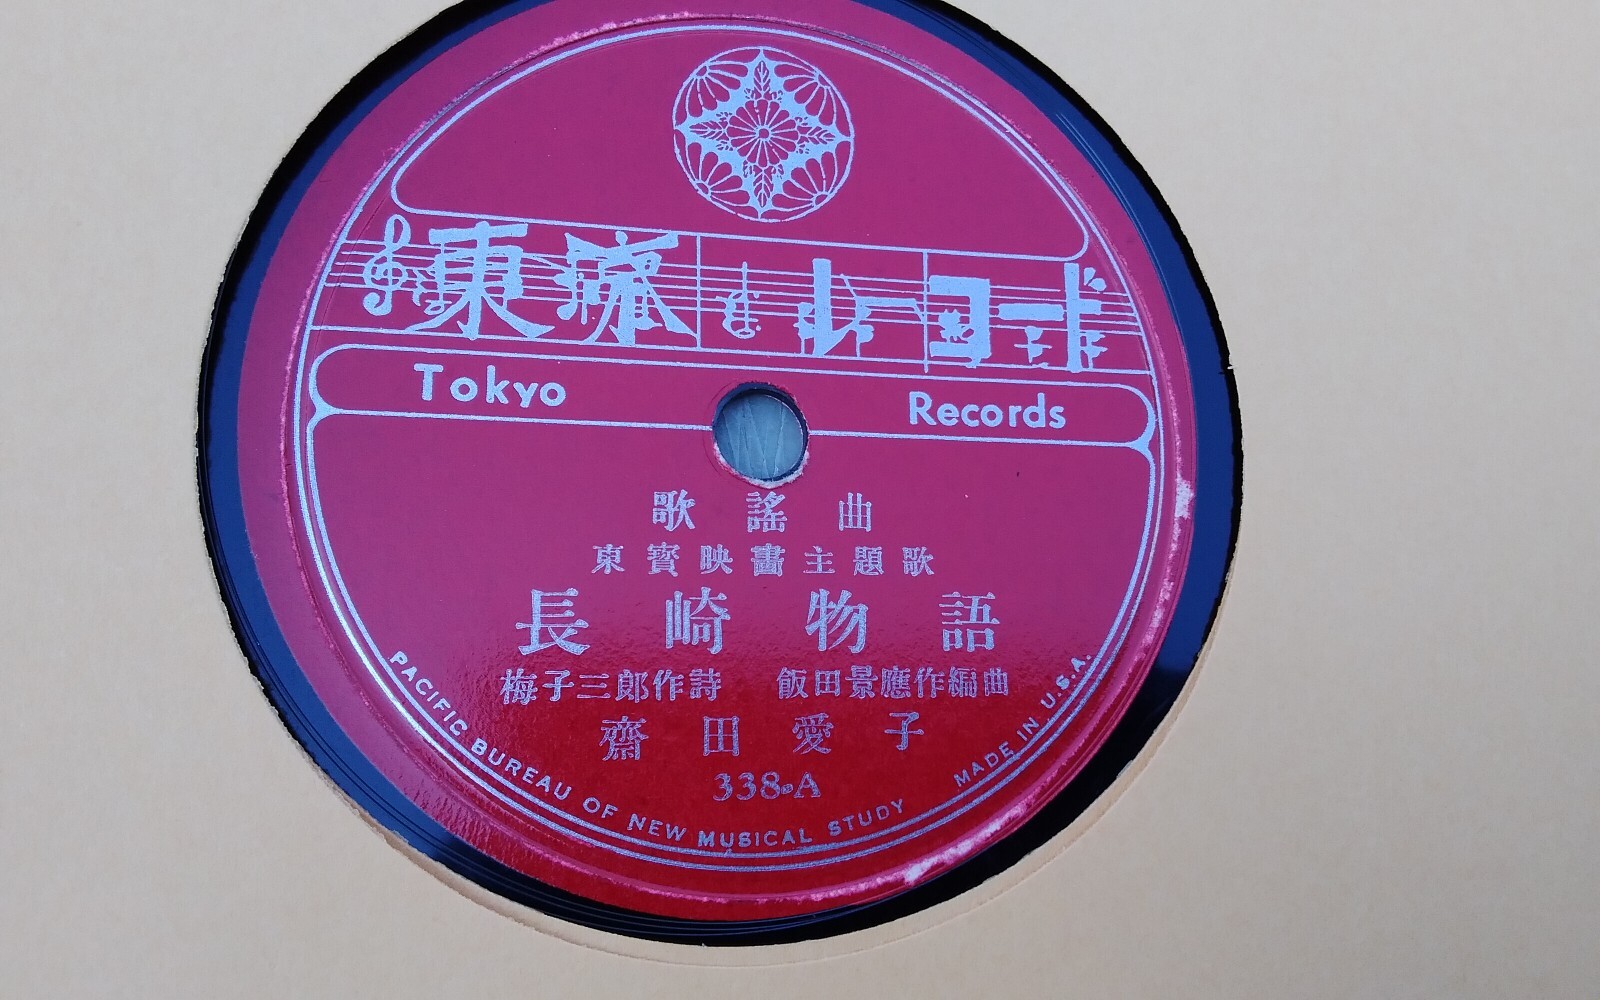 東京レコード
Tokyo Records
歌謠曲
東寳映畫主題歌
長崎物語
梅子三郎作詩 飯田景應作編曲
齋田愛子
338-A
PACIFIC BUREAU OF NEW MUSICAL STUDY MADE IN U.S.A.